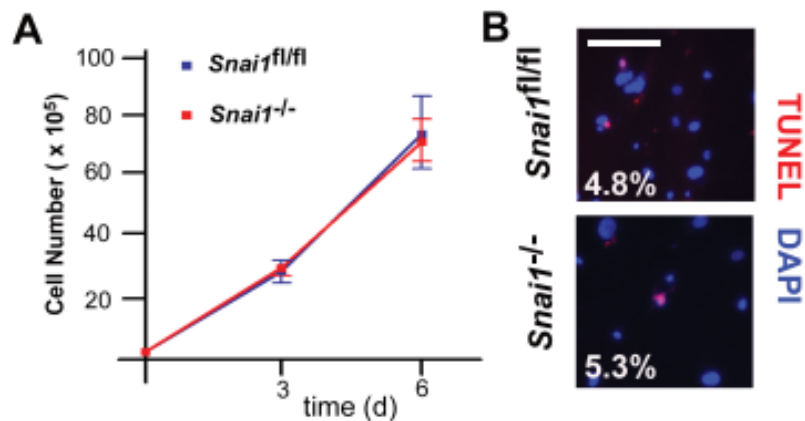 A
100
80
60
40
20
Cell Number ( x 10⁵)
Snai1fl/fl
Snai1-/-
3
6
time (d)
B
Snai1fl/fl
4.8%
Snai1-/-
5.3%
TUNEL
DAPI